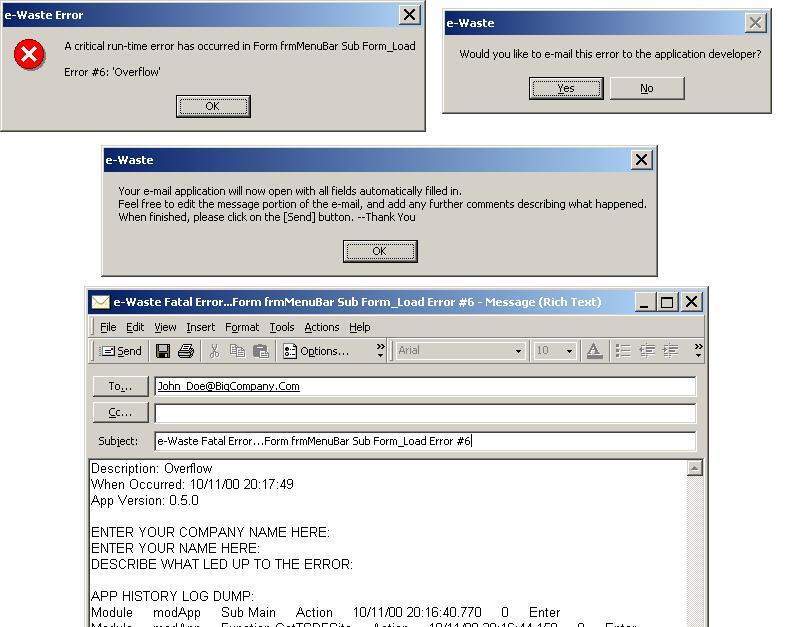 e-Waste Error
A critical run-time error has occurred in Form frmMenuBar Sub Form_Load
Error #6: 'Overflow'
OK
e-Waste
Would you like to e-mail this error to the application developer?
Yes No
e-Waste
Your e-mail application will now open with all fields automatically filled in.
Feel free to edit the message portion of the e-mail, and add any further comments describing what happened.
When finished, please click on the [Send] button. --Thank You
OK
e-Waste Fatal Error...Form frmMenuBar Sub Form_Load Error #6 - Message (Rich Text)
File Edit View Insert Format Tools Actions Help
Send Options... Arial 10 A
To... John_Doe@BigCompany.Com
Cc...
Subject: e-Waste Fatal Error...Form frmMenuBar Sub Form_Load Error #6
Description: Overflow
When Occurred: 10/11/00 20:17:49
App Version: 0.5.0
ENTER YOUR COMPANY NAME HERE:
ENTER YOUR NAME HERE:
DESCRIBE WHAT LED UP TO THE ERROR:
APP HISTORY LOG DUMP:
Module modApp Sub Main Action 10/11/00 20:16:40.770 0 Enter